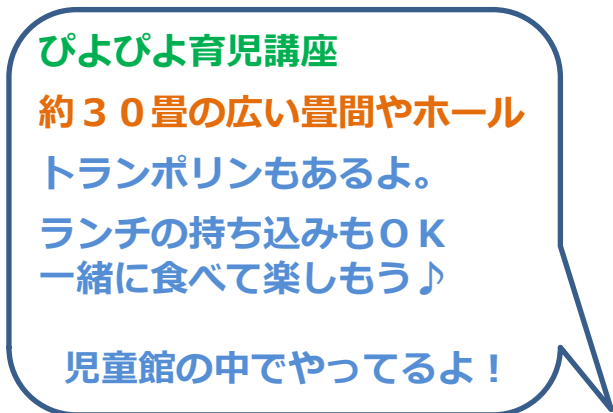 ぴよぴよ育児講座
約３０畳の広い畳間やホール
トランポリンもあるよ。
ランチの持ち込みもＯＫ
一緒に食べて楽しもう♪
児童館の中でやってるよ！